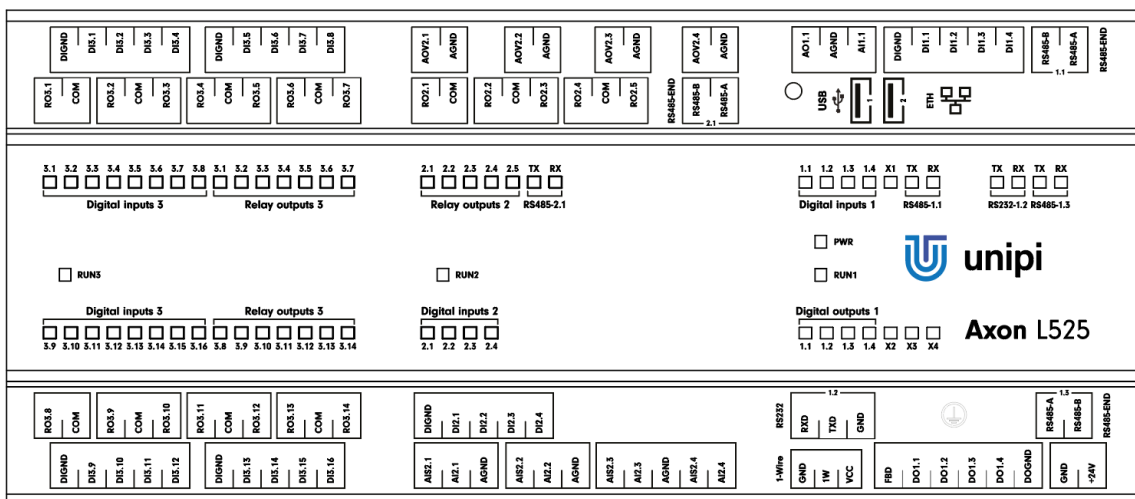 DIGND DI3.1 DI3.2 DI3.3 DI3.4 DIGND DI3.5 DI3.6 DI3.7 DI3.8 AOV2.1 AGND AOV2.2 AGND AOV2.3 AGND AOV2.4 AGND AO1.1 AGND AI1.1 DIGND DI1.1 DI1.2 DI1.3 DI1.4 RS485-B RS485-A RS485-END
1.1
RO3.1 COM RO3.2 COM RO3.3 RO3.4 COM RO3.5 RO3.6 COM RO3.7 RO2.1 COM RO2.2 COM RO2.3 RO2.4 COM RO2.5 RS485-END RS485-B RS485-A USB 1 2 ETH
2.1
3.1 3.2 3.3 3.4 3.5 3.6 3.7 3.8 3.1 3.2 3.3 3.4 3.5 3.6 3.7 2.1 2.2 2.3 2.4 2.5 TX RX 1.1 1.2 1.3 1.4 X1 TX RX TX RX TX RX
Digital inputs 3 Relay outputs 3 Relay outputs 2 RS485-2.1 Digital inputs 1 RS485-1.1 RS232-1.2 RS485-1.3
PWR
unipi
RUN3 RUN2 RUN1
Digital inputs 3 Relay outputs 3 Digital inputs 2 Digital outputs 1
Axon L525
3.9 3.10 3.11 3.12 3.13 3.14 3.15 3.16 3.8 3.9 3.10 3.11 3.12 3.13 3.14 2.1 2.2 2.3 2.4 1.1 1.2 1.3 1.4 X2 X3 X4
1.2 1.3
RO3.8 COM RO3.9 COM RO3.10 RO3.11 COM RO3.12 RO3.13 COM RO3.14 DIGND DI2.1 DI2.2 DI2.3 DI2.4 RS232 RXD TXD GND RS485-A RS485-B RS485-END
DIGND DI3.9 DI3.10 DI3.11 DI3.12 DIGND DI3.13 DI3.14 DI3.15 DI3.16 AIS2.1 AI2.1 AGND AIS2.2 AI2.2 AGND AIS2.3 AI2.3 AGND AIS2.4 AI2.4 1-Wire GND 1W VCC FBD DO1.1 DO1.2 DO1.3 DO1.4 DOGND GND +24V